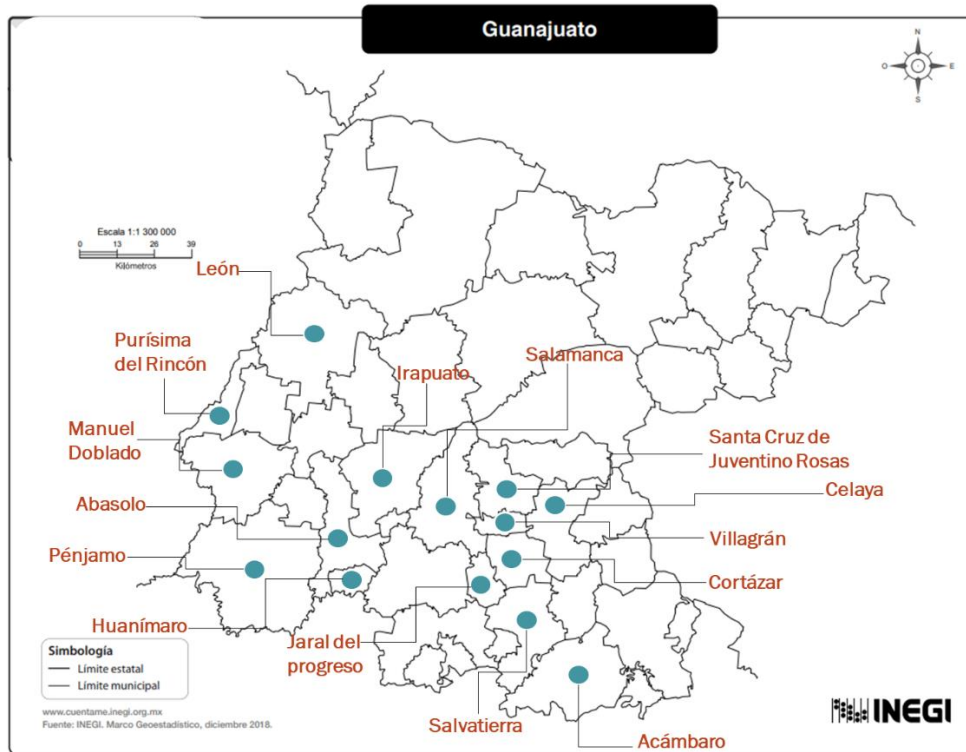 Guanajuato
N
O
E
S
Escala 1:1 300 000
0 13 26 39
Kilómetros
León
Purísima
del Rincón
Irapuato
Salamanca
Manuel
Doblado
Santa Cruz de
Juventino Rosas
Abasolo
Celaya
Pénjamo
Villagrán
Cortázar
Huanímaro
Jaral del
progreso
Simbología
Límite estatal
Límite municipal
www.cuentame.inegi.org.mx
Fuente: INEGI. Marco Geoestadístico, diciembre 2018.
Salvatierra
Acámbaro
INEGI